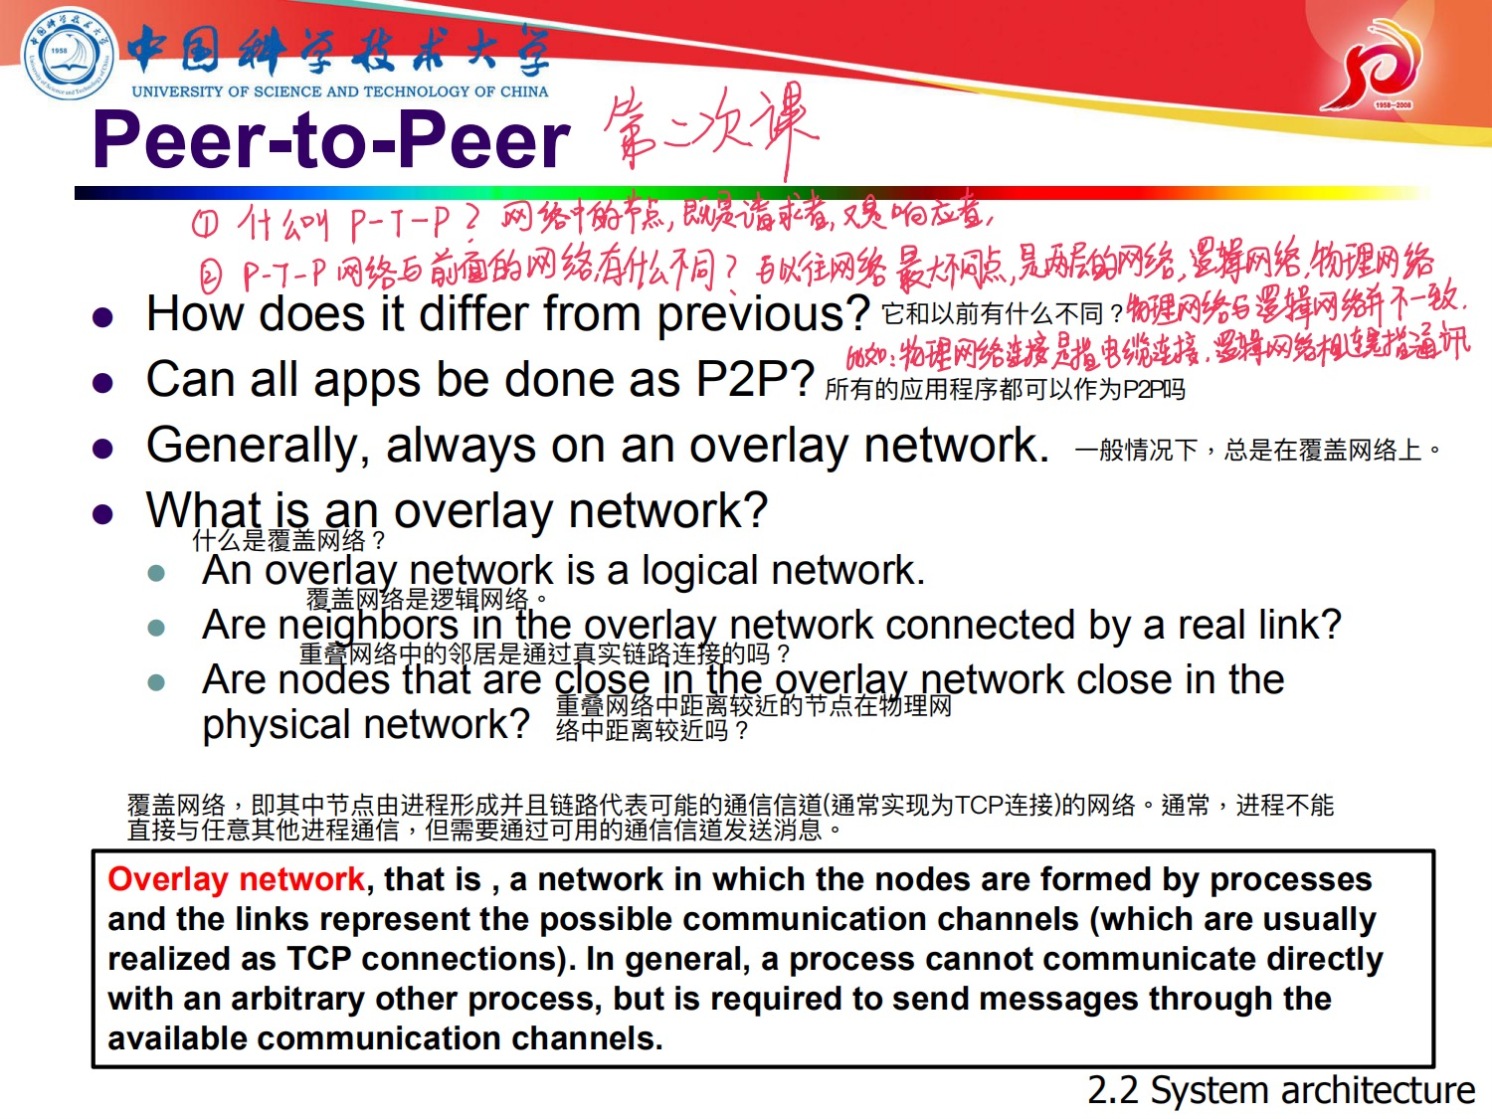 中国科学技术大学
UNIVERSITY OF SCIENCE AND TECHNOLOGY OF CHINA
1958
1958-2008
Peer-to-Peer
第二次课
① 什么叫 P-T-P? 网络中的节点,既是请求者,又是响应者,
② P-T-P 网络与前面的网络有什么不同? 与以往网络最大不同点,是两层的网络,逻辑网络,物理网络
How does it differ from previous? 它和以前有什么不同? 物理网络与逻辑网络并不一致.
比如:物理网络连接是指电缆连接.逻辑网络相连指通讯
Can all apps be done as P2P? 所有的应用程序都可以作为P2P吗
Generally, always on an overlay network. 一般情况下,总是在覆盖网络上。
What is an overlay network?
什么是覆盖网络?
An overlay network is a logical network.
覆盖网络是逻辑网络。
Are neighbors in the overlay network connected by a real link?
重叠网络中的邻居是通过真实链路连接的吗?
Are nodes that are close in the overlay network close in the
physical network?
重叠网络中距离较近的节点在物理网
络中距离较近吗?
覆盖网络,即其中节点由进程形成并且链路代表可能的通信信道(通常实现为TCP连接)的网络。通常,进程不能
直接与任意其他进程通信,但需要通过可用的通信信道发送消息。
Overlay network, that is , a network in which the nodes are formed by processes
and the links represent the possible communication channels (which are usually
realized as TCP connections). In general, a process cannot communicate directly
with an arbitrary other process, but is required to send messages through the
available communication channels.
2.2 System architecture